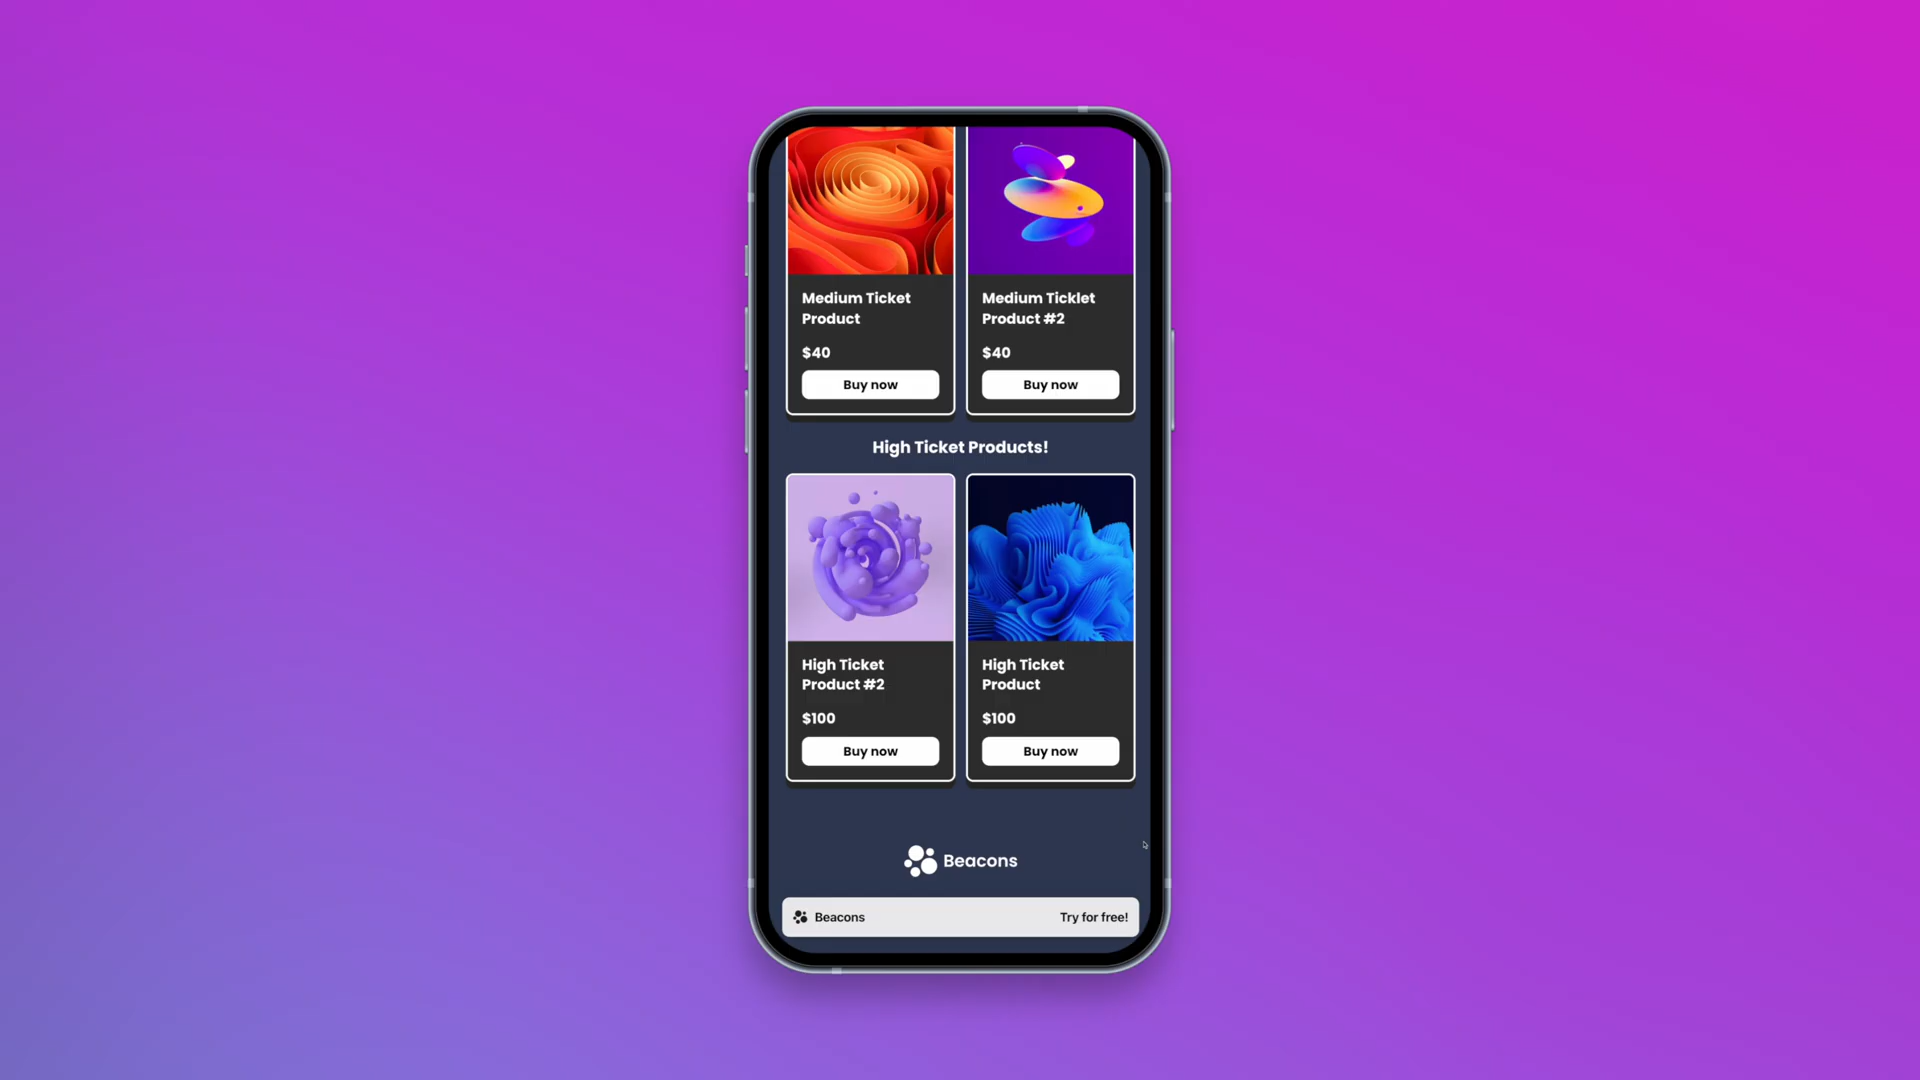 Medium Ticket
Product
$40
Buy now
Medium Ticklet
Product #2
$40
Buy now
High Ticket Products!
High Ticket
Product #2
$100
Buy now
High Ticket
Product
$100
Buy now
Beacons
Beacons
Try for free!